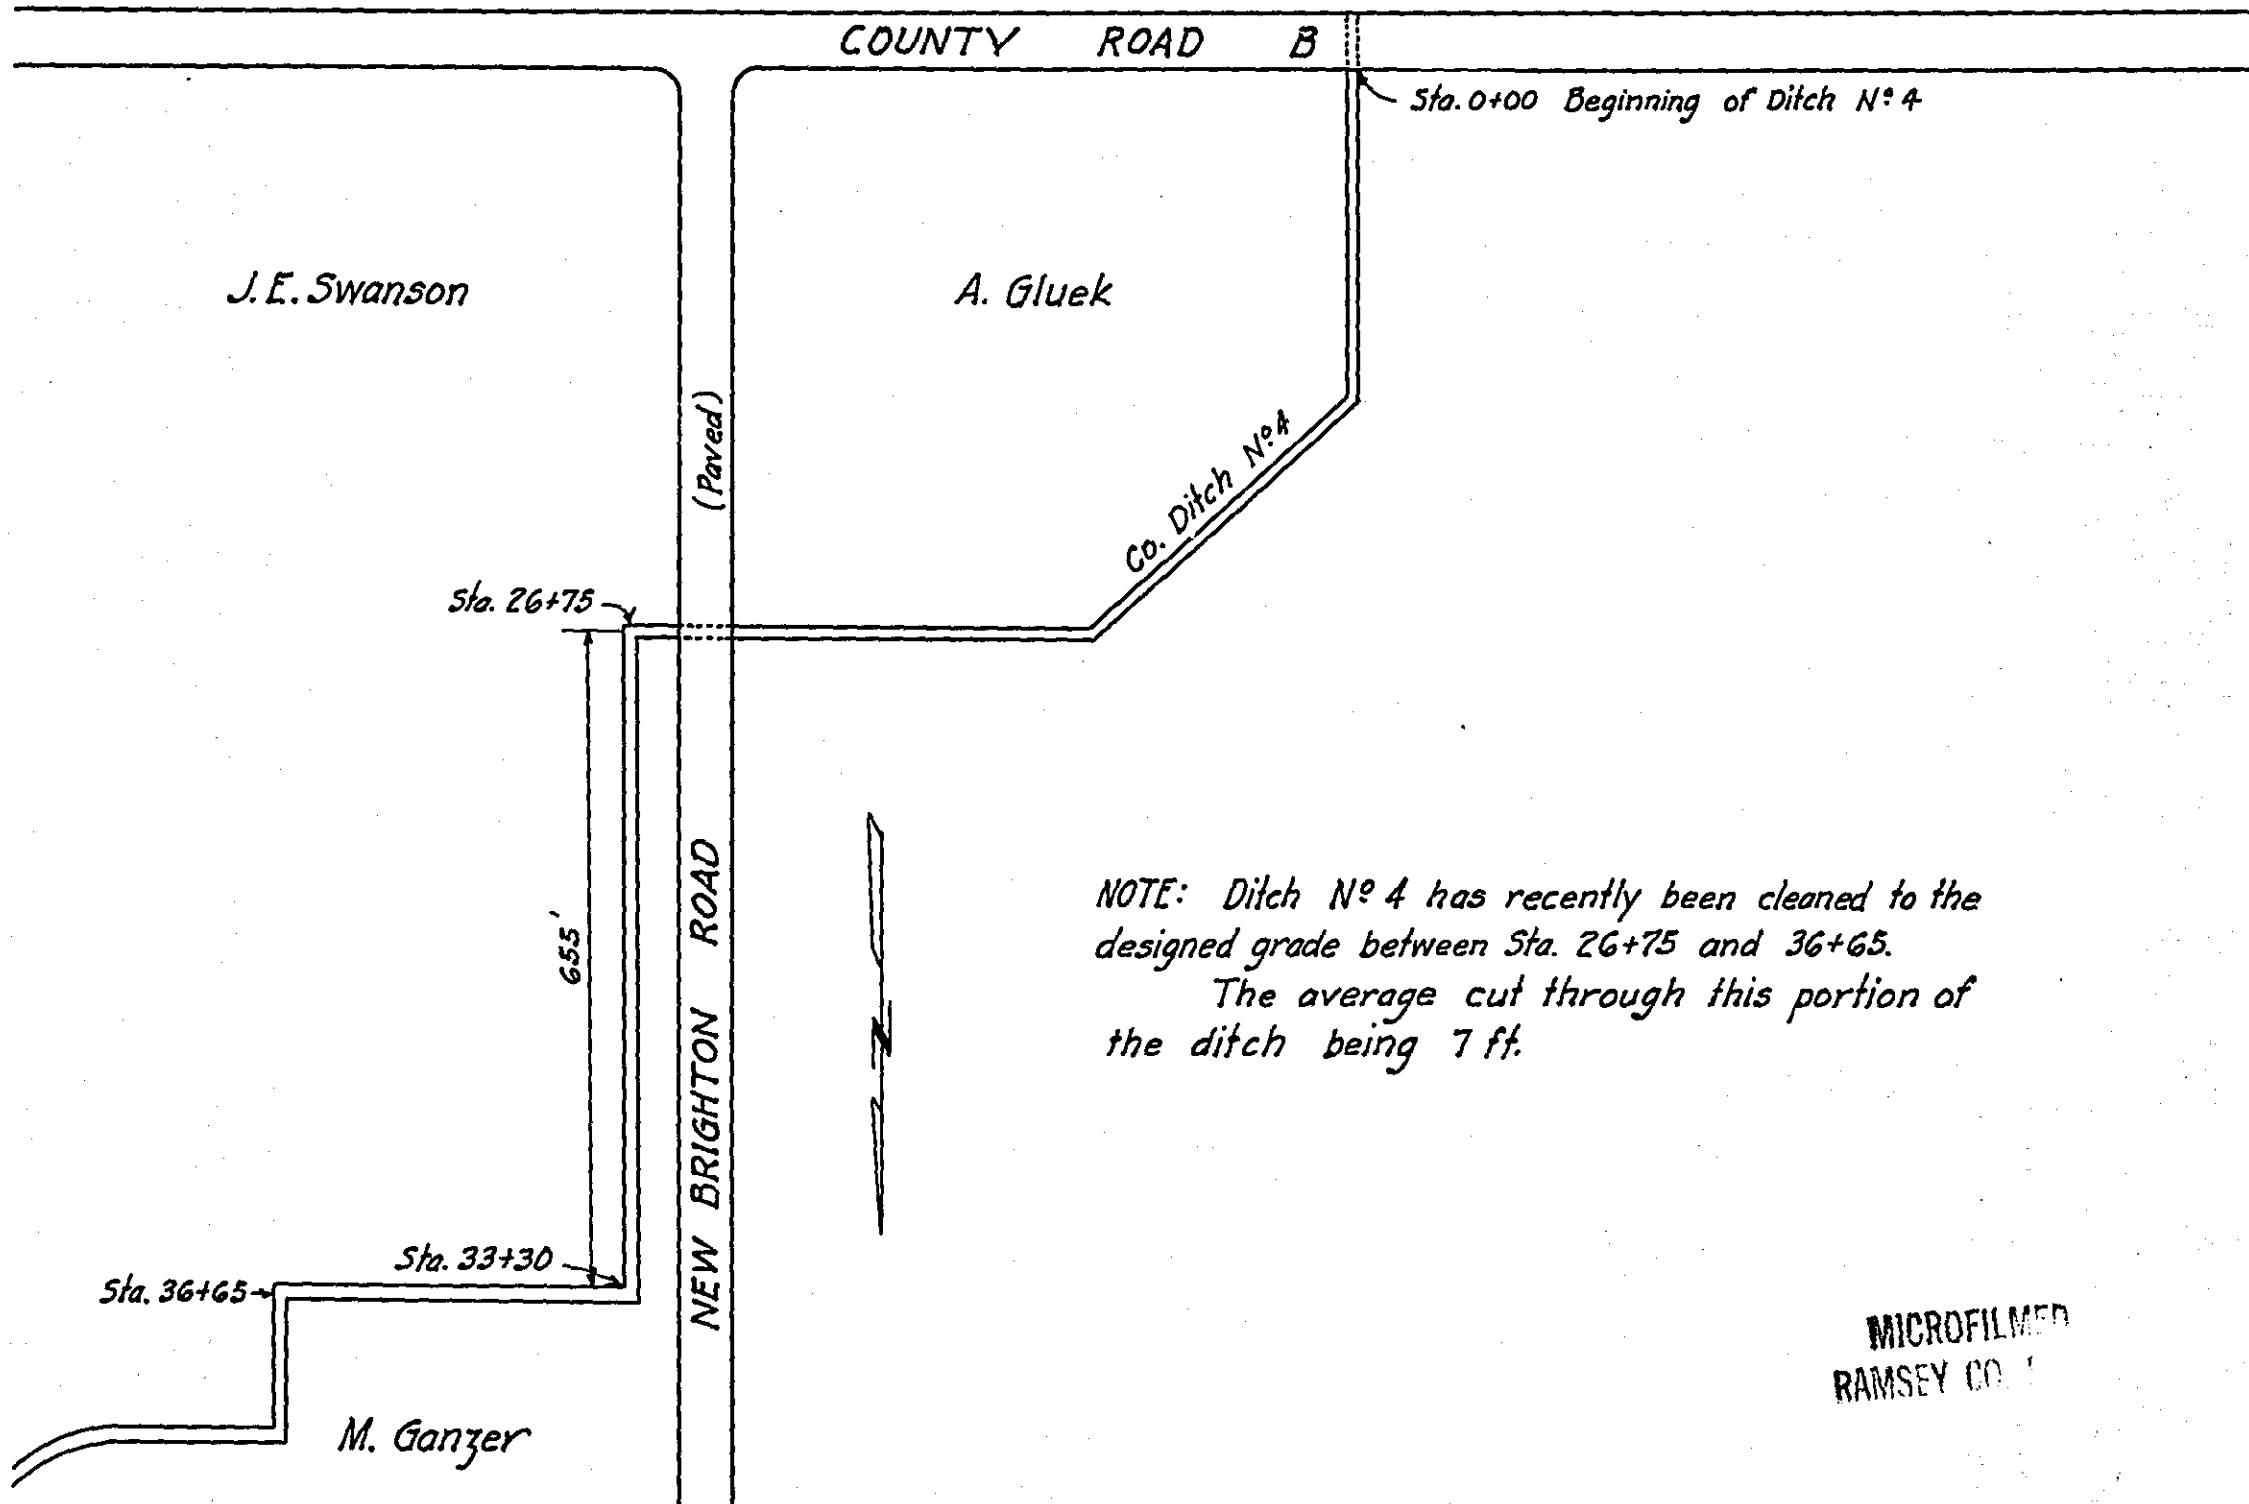 COUNTY ROAD B
Sta. 0+00 Beginning of Ditch Nº 4
J. E. Swanson
A. Gluek
(Paved)
Co. Ditch Nº 4
Sta. 26+75
655'
NEW BRIGHTON ROAD
N
NOTE: Ditch Nº 4 has recently been cleaned to the
designed grade between Sta. 26+75 and 36+65.
The average cut through this portion of
the ditch being 7 ft.
Sta. 33+30
Sta. 36+65
M. Ganzer
MICROFILMED
RAMSEY CO.